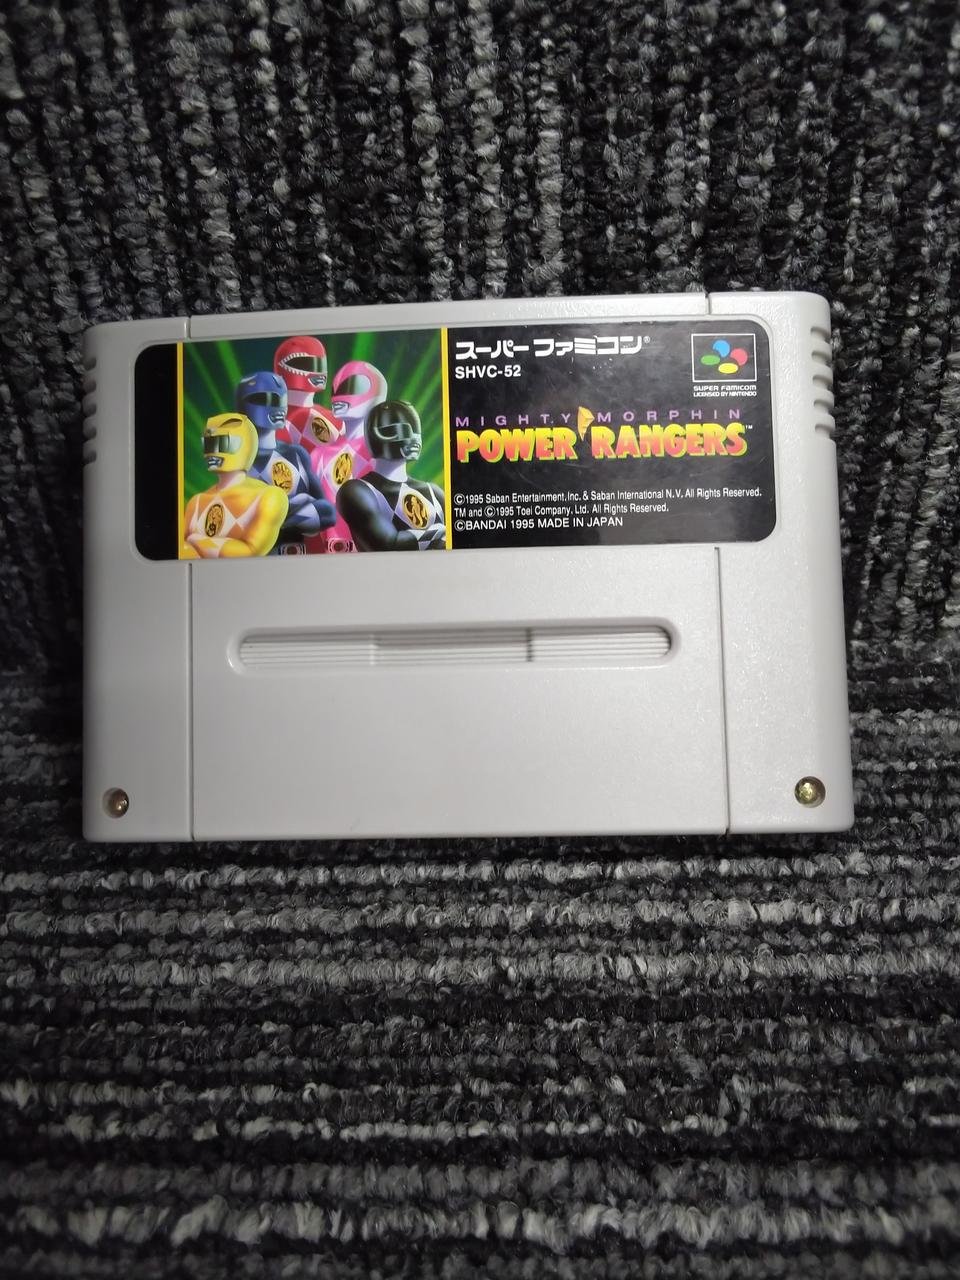 スーパーファミコン®
SHVC-52
SUPER FAMICOM
LICENSED BY NINTENDO
MIGHTY MORPHIN
POWER RANGERS™
©1995 Saban Entertainment, Inc. & Saban International N.V. All Rights Reserved.
TM and ©1995 Toei Company. Ltd. All Rights Reserved.
©BANDAI 1995 MADE IN JAPAN